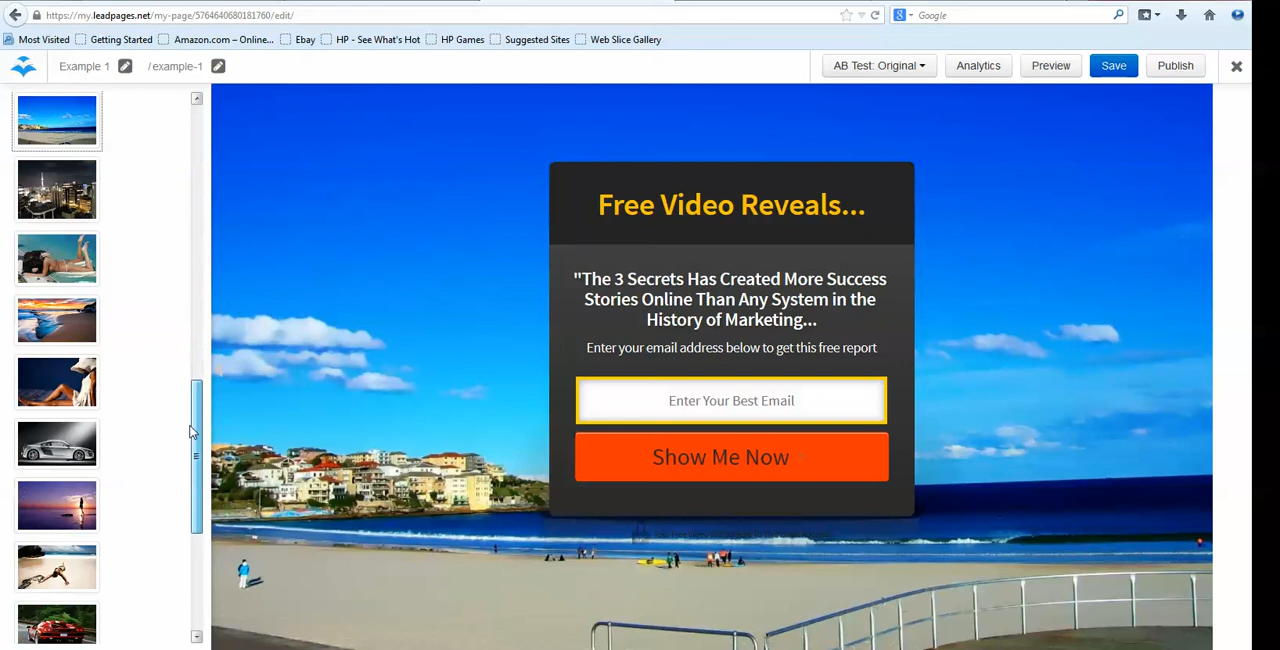 https://my.leadpages.net/my-page/5764640680181760/edit/
Google
Most Visited
Getting Started
Amazon.com – Online...
Ebay
HP - See What's Hot
HP Games
Suggested Sites
Web Slice Gallery
Example 1
/example-1
AB Test: Original
Analytics
Preview
Save
Publish
Free Video Reveals...
"The 3 Secrets Has Created More Success
Stories Online Than Any System in the
History of Marketing...
Enter your email address below to get this free report
Enter Your Best Email
Show Me Now